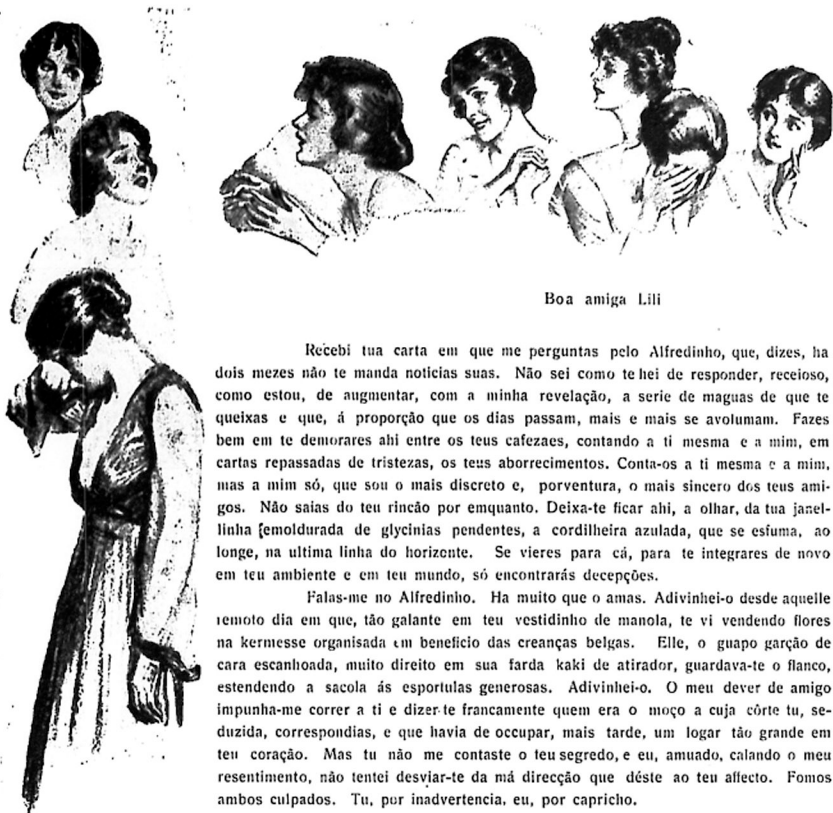 Boa amiga Lili
Recebi tua carta em que me perguntas pelo Alfredinho, que, dizes, ha
dois mezes não te manda noticias suas. Não sei como te hei de responder, receioso,
como estou, de augmentar, com a minha revelação, a serie de maguas de que te
queixas e que, á proporção que os dias passam, mais e mais se avolumam. Fazes
bem em te demorares ahi entre os teus cafezaes, contando a ti mesma e a mim, em
cartas repassadas de tristezas, os teus aborrecimentos. Conta-os a ti mesma e a mim,
mas a mim só, que sou o mais discreto e, porventura, o mais sincero dos teus ami-
gos. Não saias do teu rincão por emquanto. Deixa-te ficar ahi, a olhar, da tua janel-
linha [emoldurada de glycinias pendentes, a cordilheira azulada, que se esfuma, ao
longe, na ultima linha do horizonte. Se vieres para cá, para te integrares de novo
em teu ambiente e em teu mundo, só encontrarás decepções.
Falas-me no Alfredinho. Ha muito que o amas. Adivinhei-o desde aquelle
remoto dia em que, tão galante em teu vestidinho de manola, te vi vendendo flores
na kermesse organisada em beneficio das creanças belgas. Elle, o guapo garção de
cara escanhoada, muito direito em sua farda kaki de atirador, guardava-te o flanco,
estendendo a sacola ás esportulas generosas. Adivinhei-o. O meu dever de amigo
impunha-me correr a ti e dizer-te francamente quem era o moço a cuja côrte tu, se-
duzida, correspondias, e que havia de occupar, mais tarde, um logar tão grande em
teu coração. Mas tu não me contaste o teu segredo, e eu, amuado, calando o meu
resentimento, não tentei desviar-te da má direcção que déste ao teu affecto. Fomos
ambos culpados. Tu, por inadvertencia, eu, por capricho.